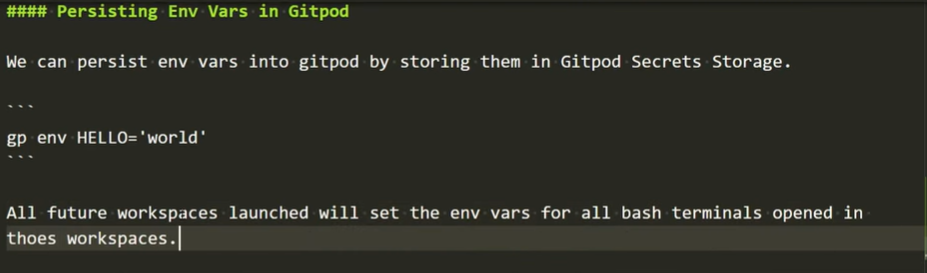 #### Persisting Env Vars in Gitpod
We can persist env vars into gitpod by storing them in Gitpod Secrets Storage.
```
gp env HELLO='world'
```
All future workspaces launched will set the env vars for all bash terminals opened in
thoes workspaces.